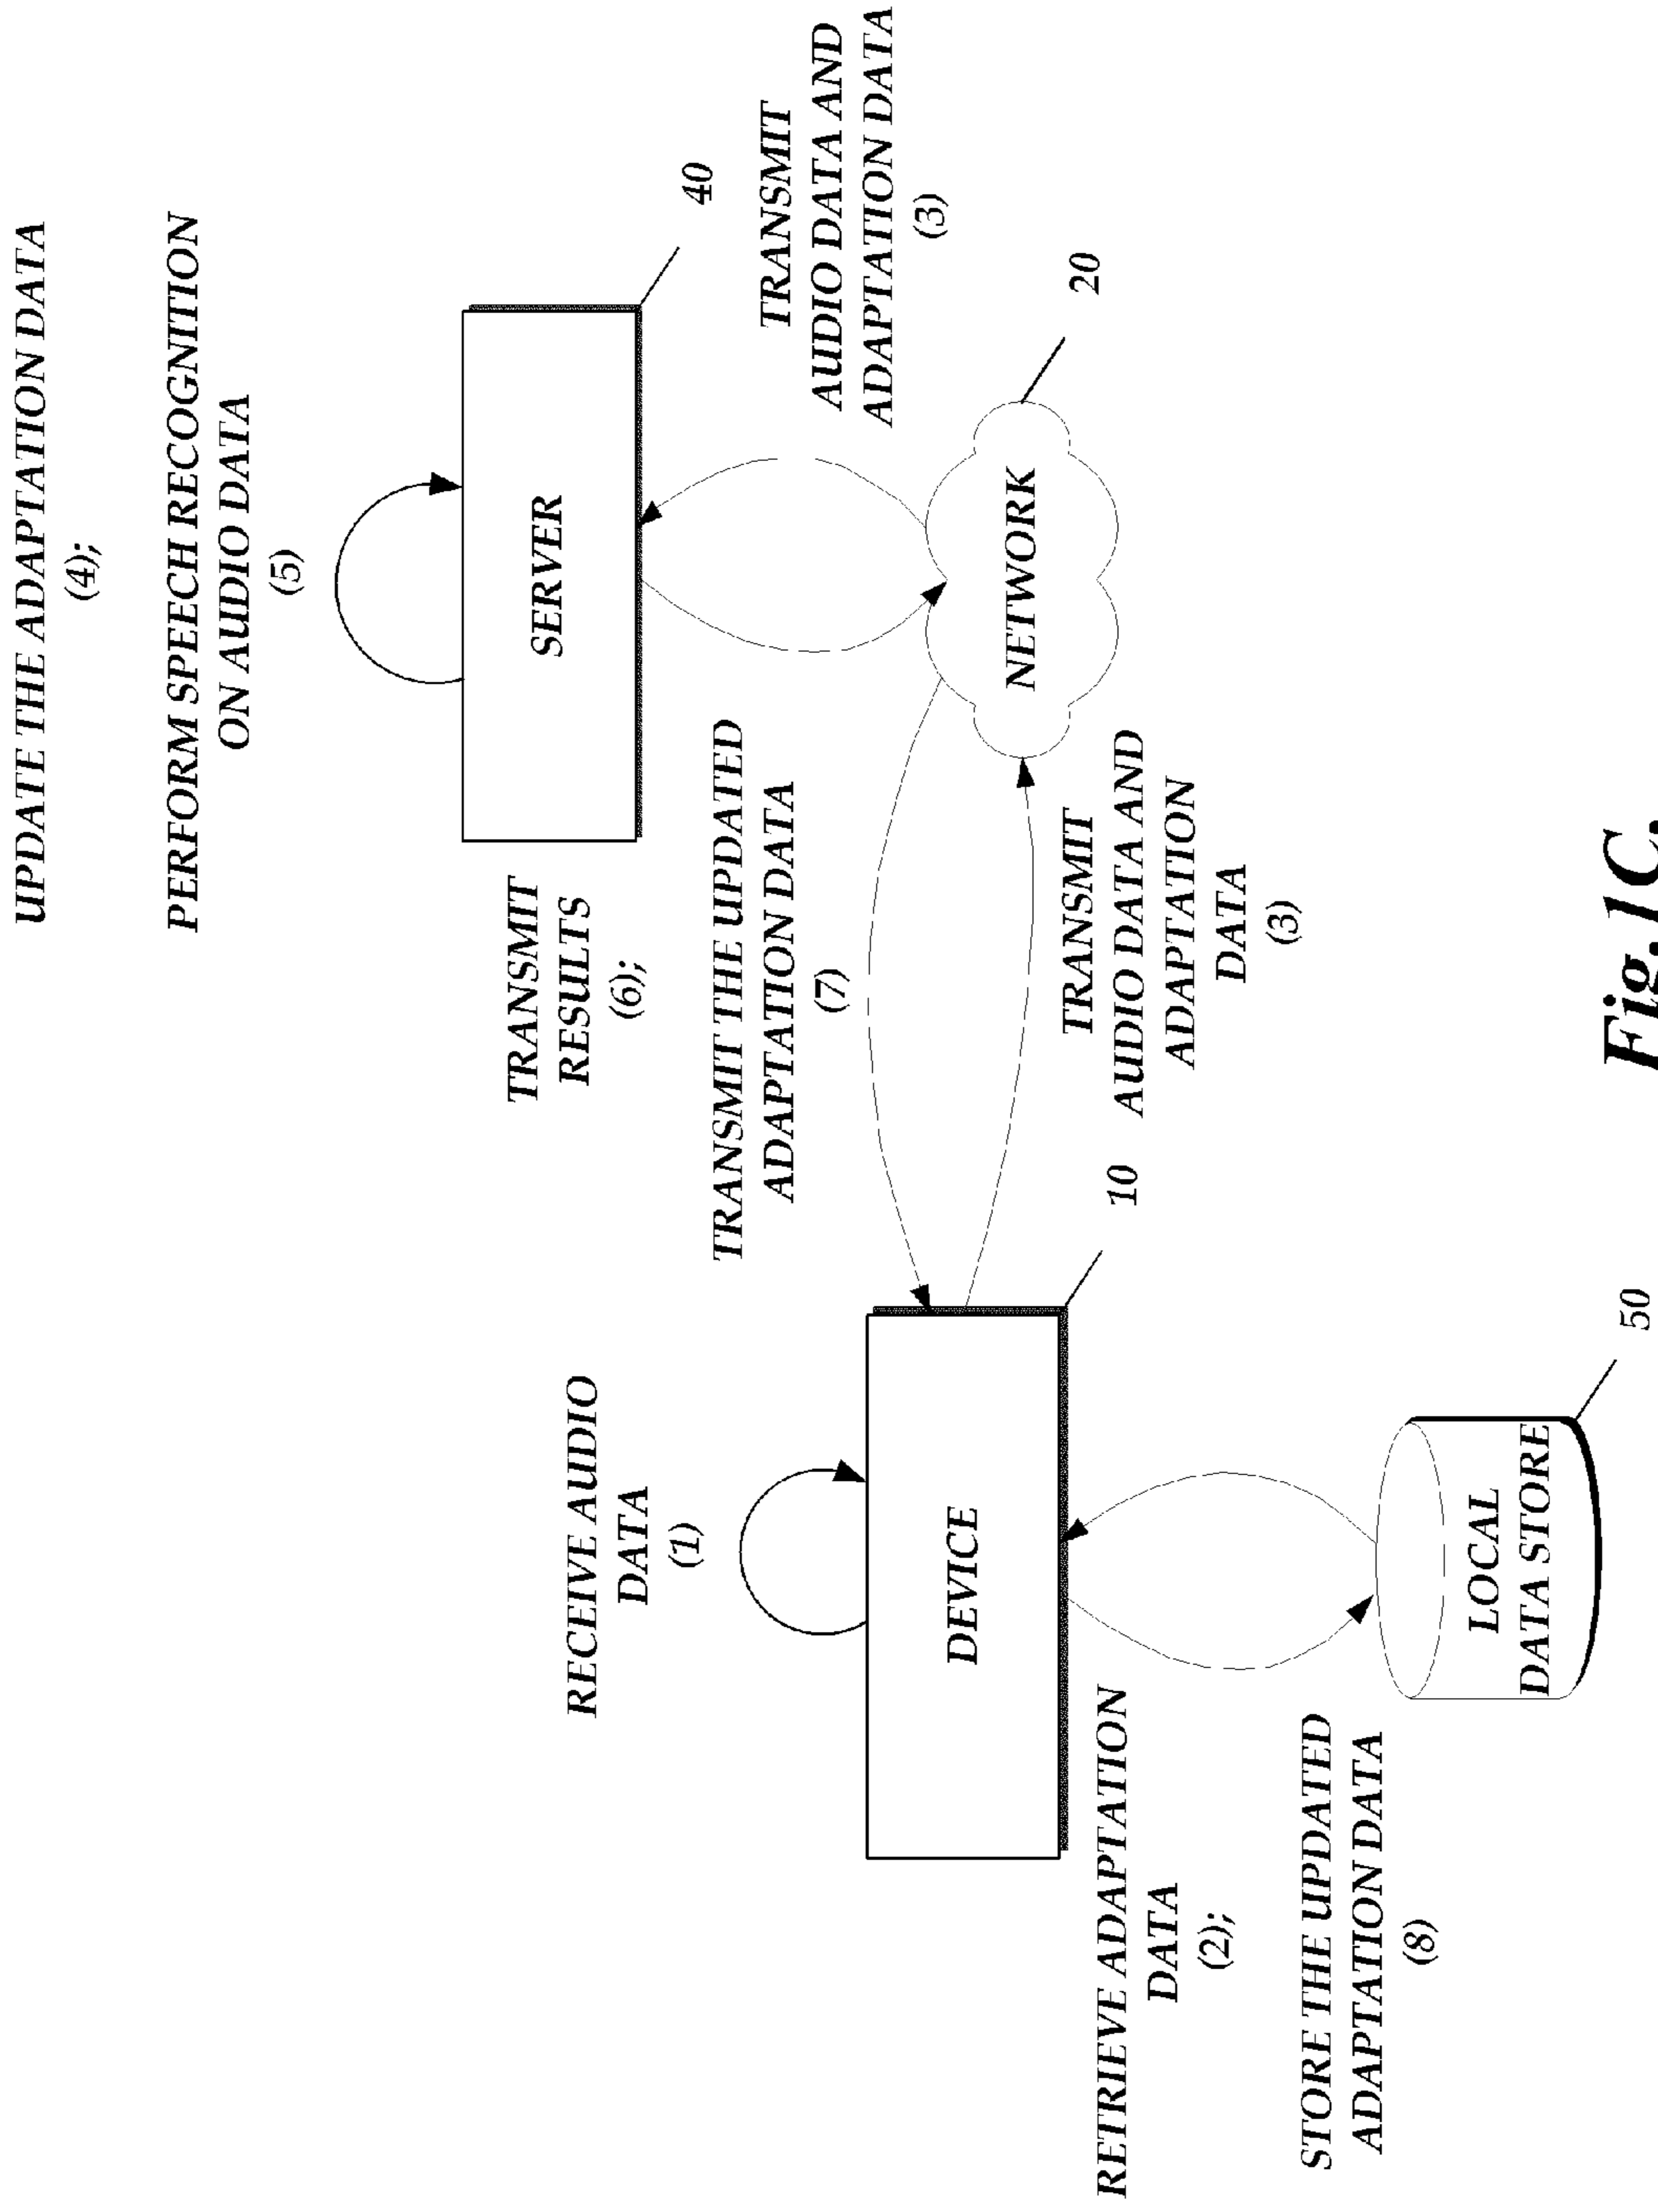 UPDATE THE ADAPTATION DATA
(4);
PERFORM SPEECH RECOGNITION
ON AUDIO DATA
(5)
SERVER
40
TRANSMIT
RESULTS
(6);
TRANSMIT THE UPDATED
ADAPTATION DATA
(7)
TRANSMIT
AUDIO DATA AND
ADAPTATION DATA
(3)
20
NETWORK
RECEIVE AUDIO
DATA
(1)
DEVICE
10
TRANSMIT
AUDIO DATA AND
ADAPTATION
DATA
(3)
RETRIEVE ADAPTATION
DATA
(2);
STORE THE UPDATED
ADAPTATION DATA
(8)
LOCAL
DATA STORE
50
Fig.1C.